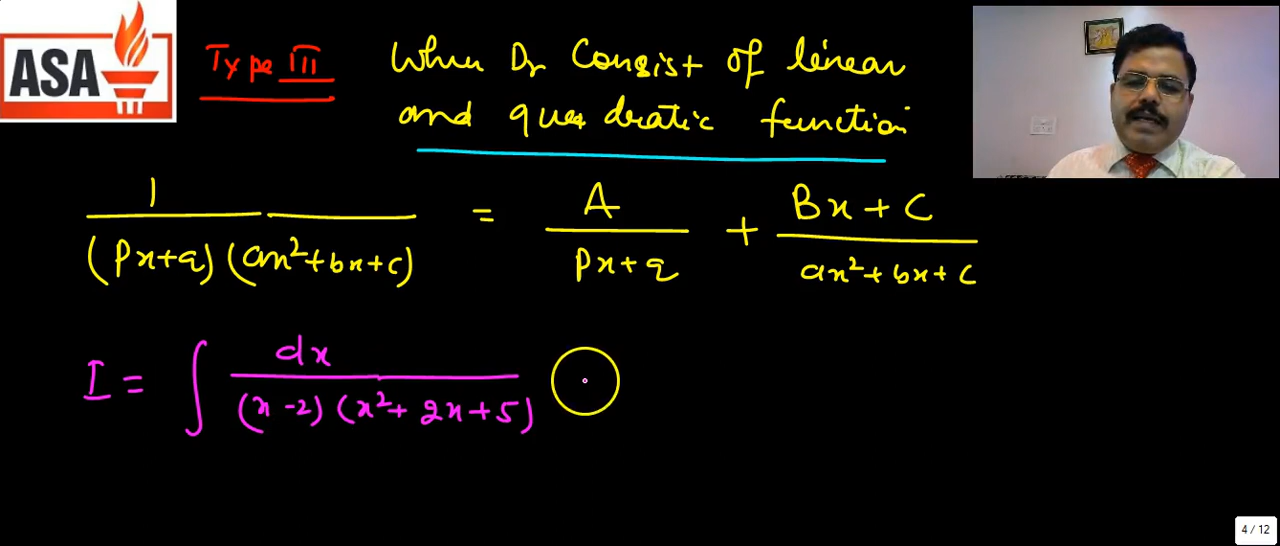 ASA
Type III
When Dr Consist of linear
and quadratic function
1 / (px+q) (ax²+bx+c) = A / px+q + Bx+C / ax²+bx+c
I = ∫ dx / (x-2) (x²+2x+5)
4 / 12